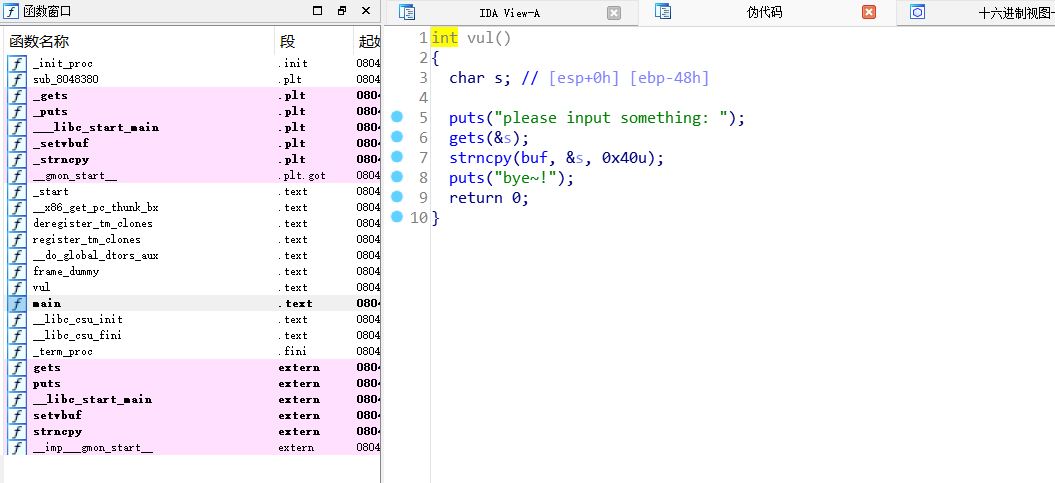 函数窗口
函数名称 段 起始
_init_proc .init 0804
sub_8048380 .plt 0804
_gets .plt 0804
_puts .plt 0804
___libc_start_main .plt 0804
_setvbuf .plt 0804
_strncpy .plt 0804
__gmon_start__ .plt.got 0804
_start .text 0804
__x86_get_pc_thunk_bx .text 0804
deregister_tm_clones .text 0804
register_tm_clones .text 0804
__do_global_dtors_aux .text 0804
frame_dummy .text 0804
vul .text 0804
main .text 0804
__libc_csu_init .text 0804
__libc_csu_fini .text 0804
_term_proc .fini 0804
gets extern 0804
puts extern 0804
__libc_start_main extern 0804
setvbuf extern 0804
strncpy extern 0804
__imp___gmon_start__ extern 0804
IDA View-A 伪代码 十六进制视图-
1 int vul()
2 {
3 char s; // [esp+0h] [ebp-48h]
4
5 puts("please input something: ");
6 gets(&s);
7 strncpy(buf, &s, 0x40u);
8 puts("bye~!");
9 return 0;
10 }